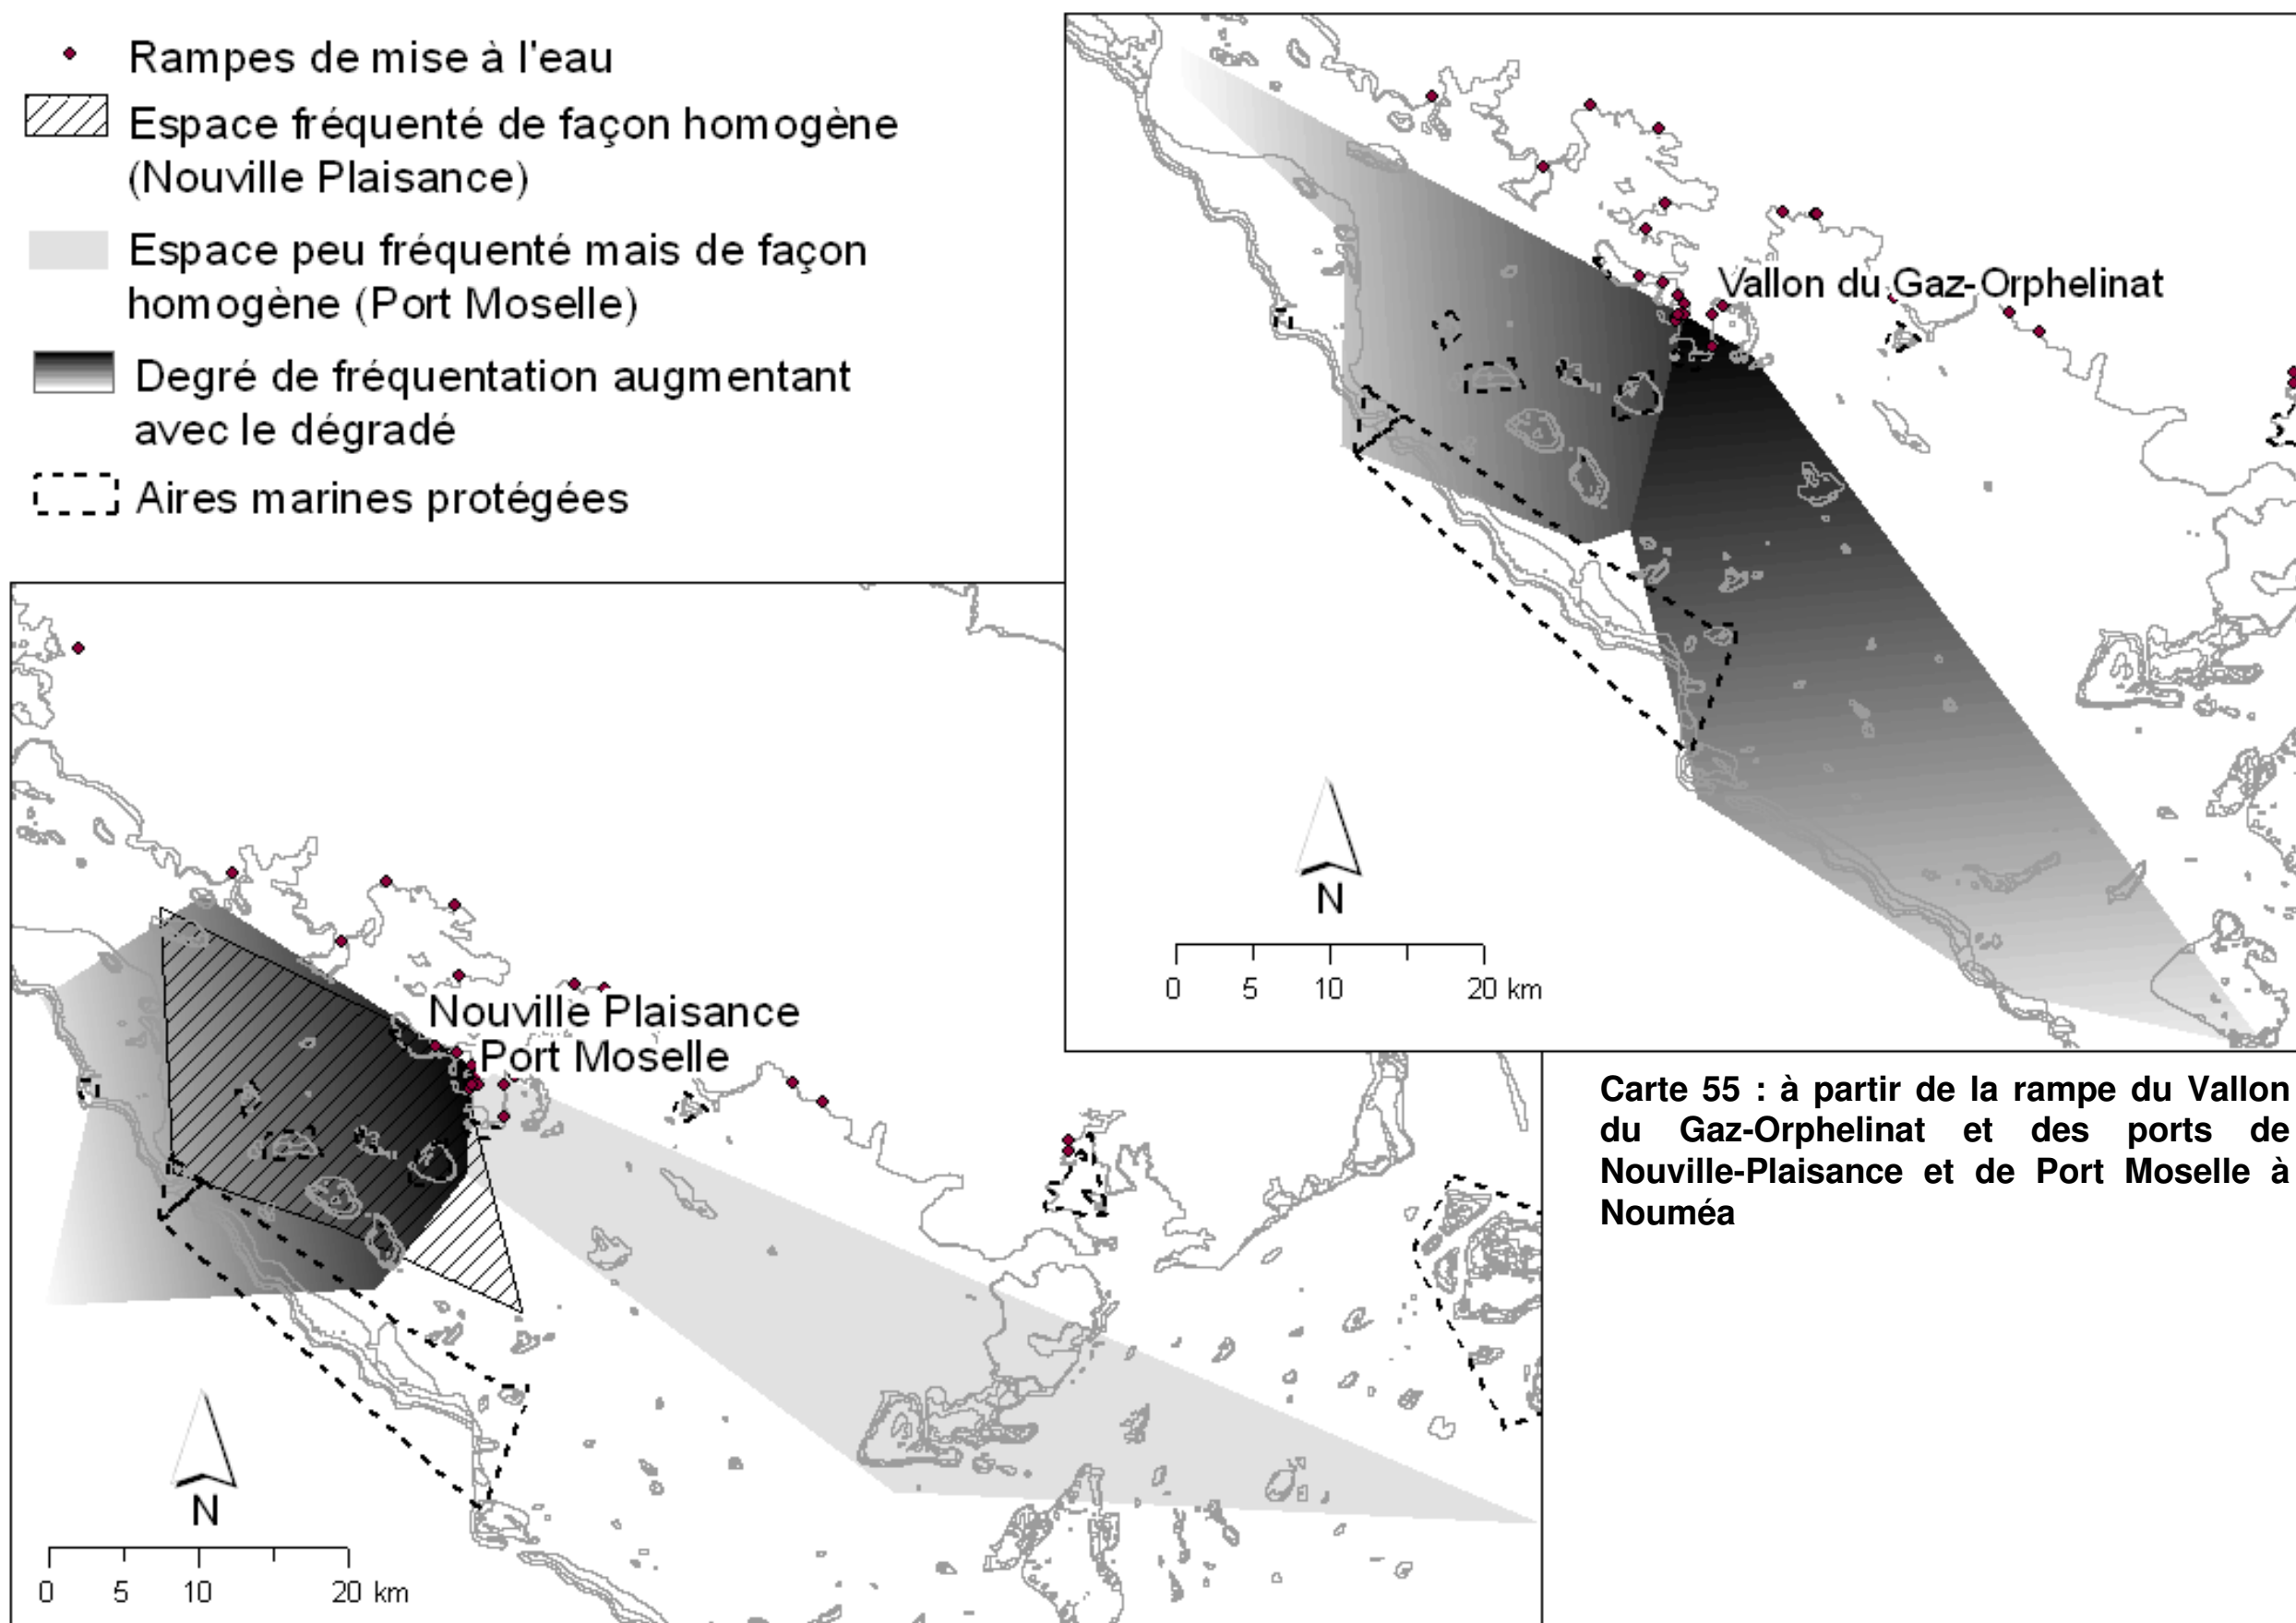 Rampes de mise à l'eau
Espace fréquenté de façon homogène
(Nouville Plaisance)
Espace peu fréquenté mais de façon
homogène (Port Moselle)
Degré de fréquentation augmentant
avec le dégradé
Aires marines protégées
Vallon du Gaz-Orphelinat
N
0 5 10 20 km
Nouville Plaisance
Port Moselle
N
0 5 10 20 km
Carte 55 : à partir de la rampe du Vallon
du Gaz-Orphelinat et des ports de
Nouville-Plaisance et de Port Moselle à
Nouméa